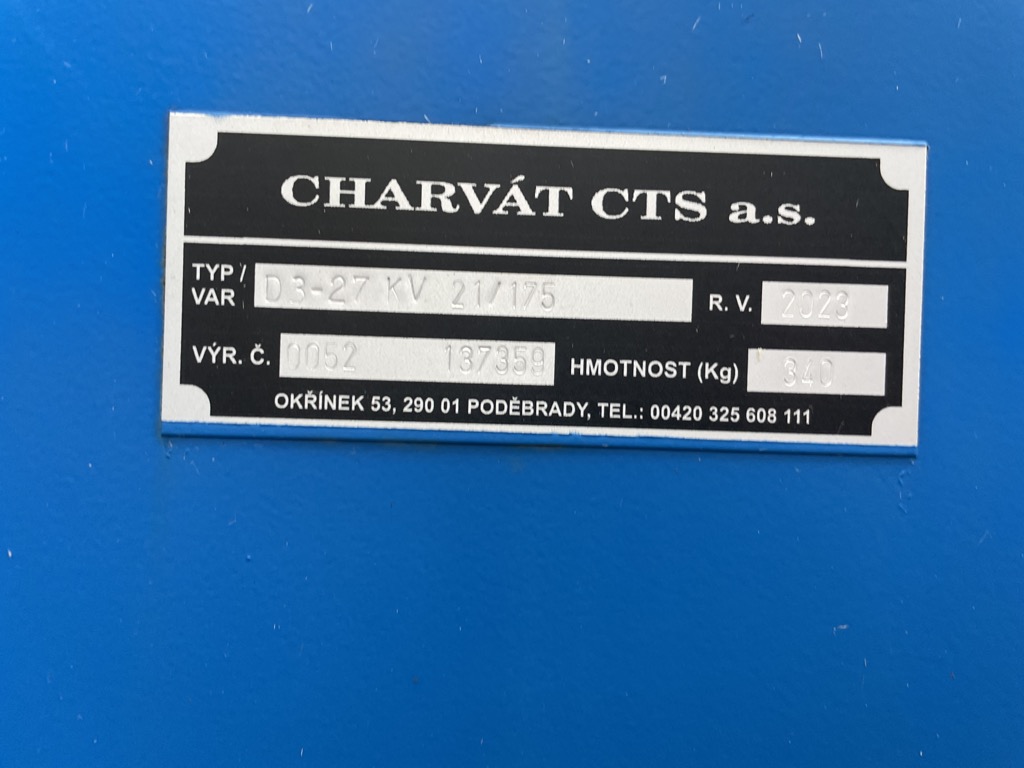 CHARVÁT CTS a.s.
TYP / VAR D3-27 KV 21/175 R. V. 2023
VÝR. Č. 0052 137359 HMOTNOST (Kg) 340
OKŘÍNEK 53, 290 01 PODĚBRADY, TEL.: 00420 325 608 111